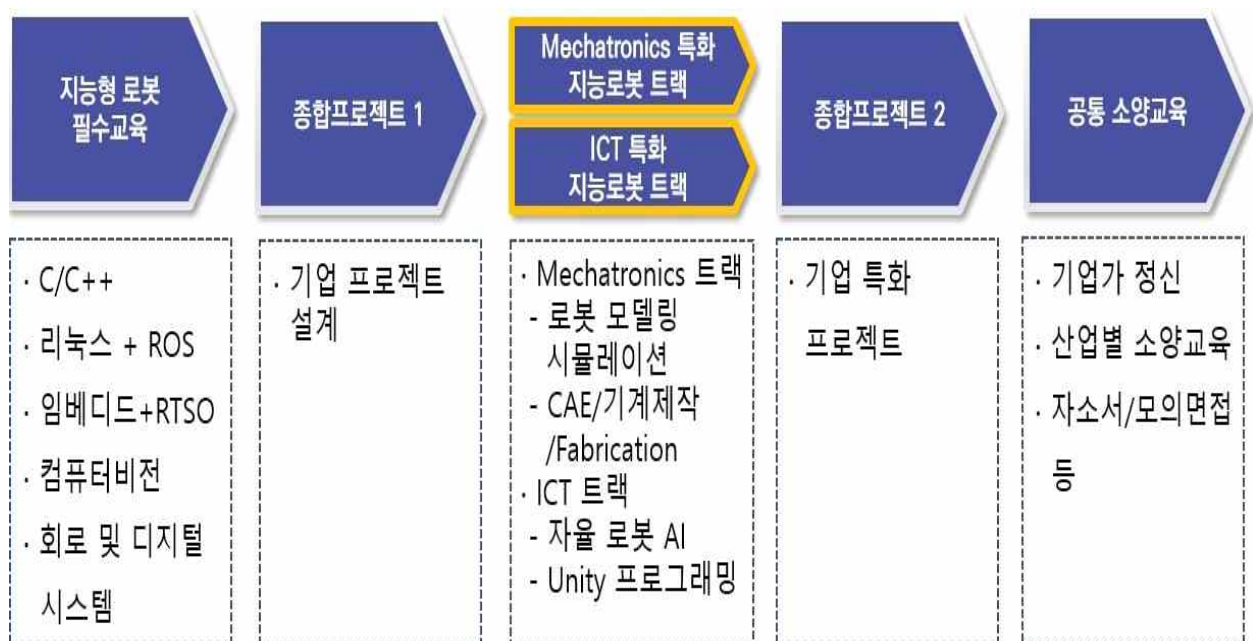 지능형 로봇
필수교육
종합프로젝트 1
Mechatronics 특화
지능로봇 트랙
ICT 특화
지능로봇 트랙
종합프로젝트 2
공통 소양교육
· C/C++
· 리눅스 + ROS
· 임베디드+RTSO
· 컴퓨터비전
· 회로 및 디지털
시스템
· 기업 프로젝트
설계
· Mechatronics 트랙
- 로봇 모델링
시뮬레이션
- CAE/기계제작
/Fabrication
· ICT 트랙
- 자율 로봇 AI
- Unity 프로그래밍
· 기업 특화
프로젝트
· 기업가 정신
· 산업별 소양교육
· 자소서/모의면접
등